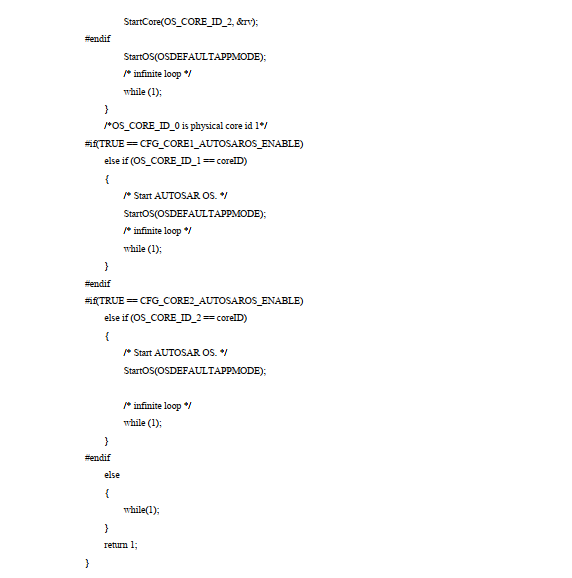 StartCore(OS_CORE_ID_2, &rv);
#endif
StartOS(OSDEFAULTAPPMODE);
/* infinite loop */
while (1);
}
/*OS_CORE_ID_0 is physical core id 1*/
#if(TRUE == CFG_CORE1_AUTOSAROS_ENABLE)
else if (OS_CORE_ID_1 == coreID)
{
/* Start AUTOSAR OS. */
StartOS(OSDEFAULTAPPMODE);
/* infinite loop */
while (1);
}
#endif
#if(TRUE == CFG_CORE2_AUTOSAROS_ENABLE)
else if (OS_CORE_ID_2 == coreID)
{
/* Start AUTOSAR OS. */
StartOS(OSDEFAULTAPPMODE);
/* infinite loop */
while (1);
}
#endif
else
{
while(1);
}
return 1;
}